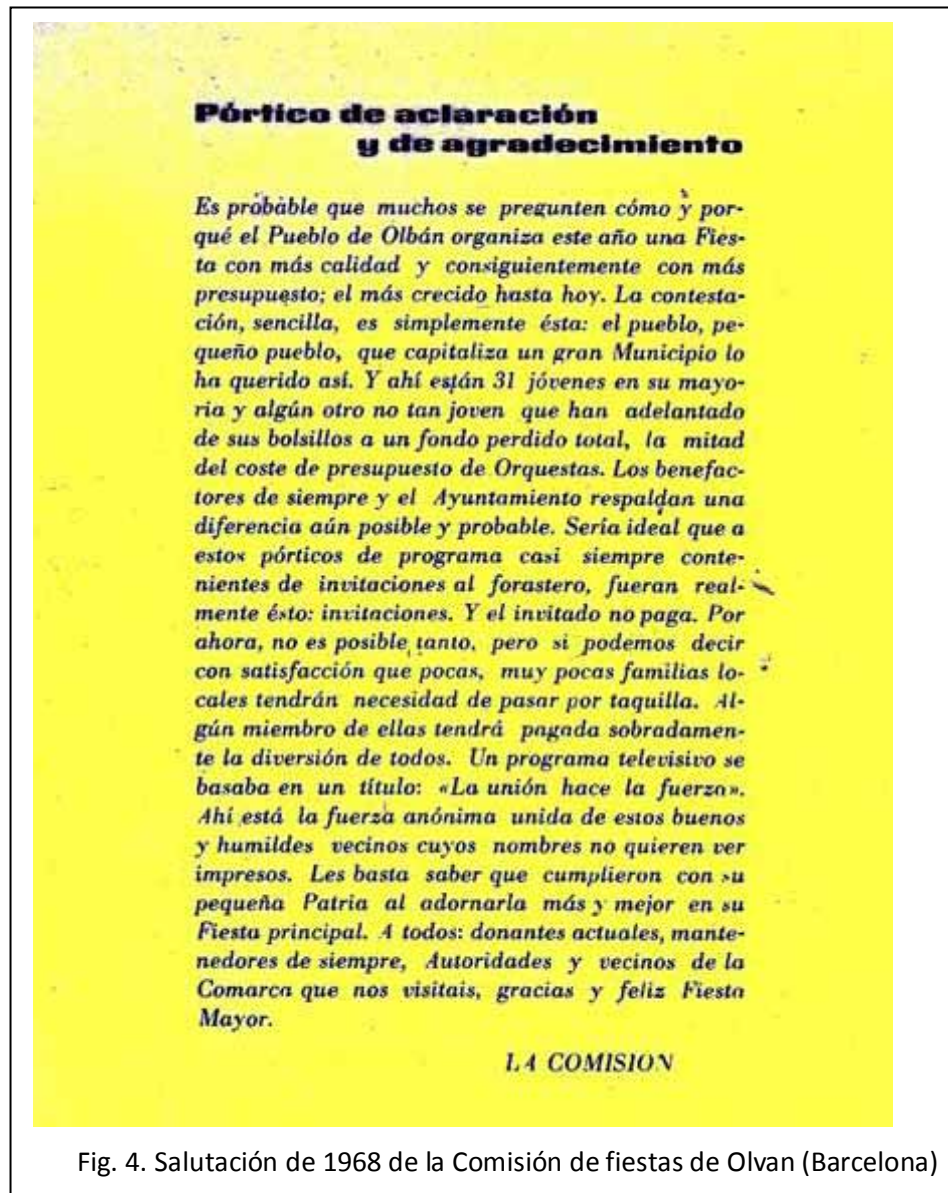 Pórtico de aclaración
y de agradecimiento
Es probable que muchos se pregunten cómo y por-
qué el Pueblo de Olbán organiza este año una Fies-
ta con más calidad y consiguientemente con más
presupuesto; el más crecido hasta hoy. La contesta-
ción, sencilla, es simplemente ésta: el pueblo, pe-
queño pueblo, que capitaliza un gran Municipio lo
ha querido así. Y ahí están 31 jóvenes en su mayo-
ria y algún otro no tan joven que han adelantado
de sus bolsillos a un fondo perdido total, la mitad
del coste de presupuesto de Orquestas. Los benefac-
tores de siempre y el Ayuntamiento respaldan una
diferencia aún posible y probable. Sería ideal que a
estos pórticos de programa casi siempre conte-
nientes de invitaciones al forastero, fueran real-
mente ésto: invitaciones. Y el invitado no paga. Por
ahora, no es posible tanto, pero si podemos decir
con satisfacción que pocas, muy pocas familias lo-
cales tendrán necesidad de pasar por taquilla. Al-
gún miembro de ellas tendrá pagada sobradamen-
te la diversión de todos. Un programa televisivo se
basaba en un título: «La unión hace la fuerza».
Ahí está la fuerza anónima unida de estos buenos
y humildes vecinos cuyos nombres no quieren ver
impresos. Les basta saber que cumplieron con su
pequeña Patria al adornarla más y mejor en su
Fiesta principal. A todos: donantes actuales, mante-
nedores de siempre, Autoridades y vecinos de la
Comarca que nos visitais, gracias y feliz Fiesta
Mayor.
LA COMISION
Fig. 4. Salutación de 1968 de la Comisión de fiestas de Olvan (Barcelona)